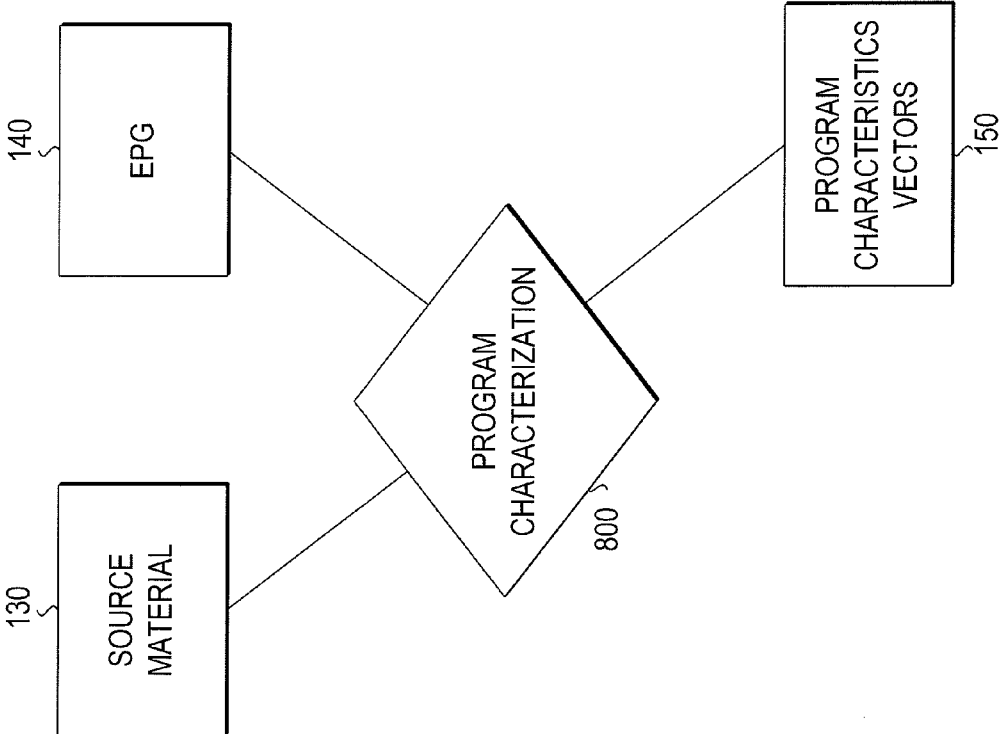 130
SOURCE
MATERIAL
140
EPG
PROGRAM
CHARACTERIZATION
800
PROGRAM
CHARACTERISTICS
VECTORS
150